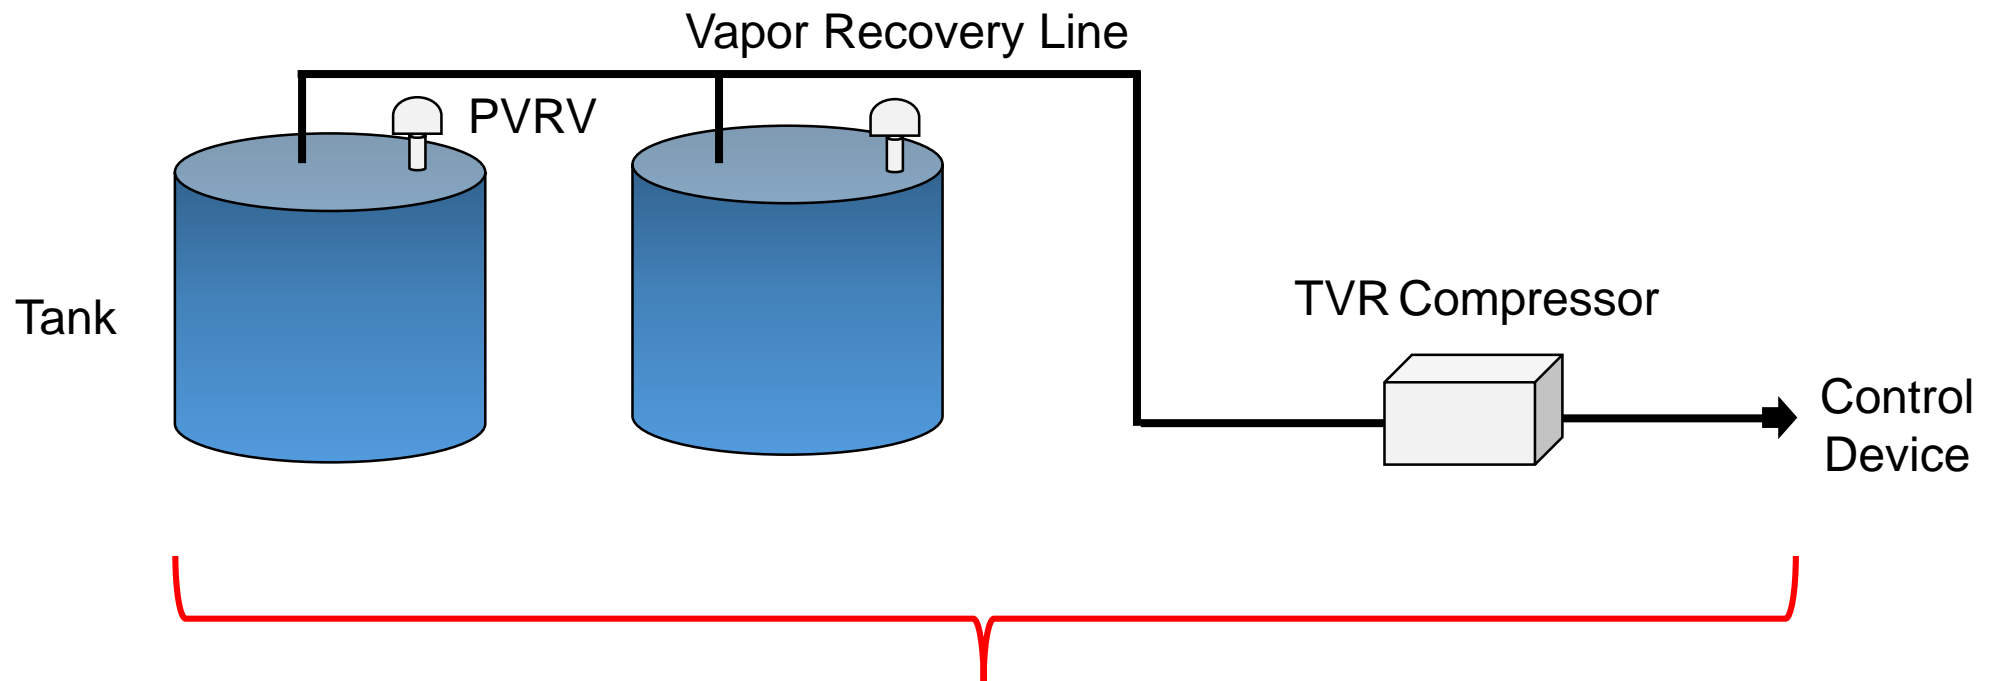 Vapor Recovery Line
PVRV
Tank
TVR Compressor
Control
Device